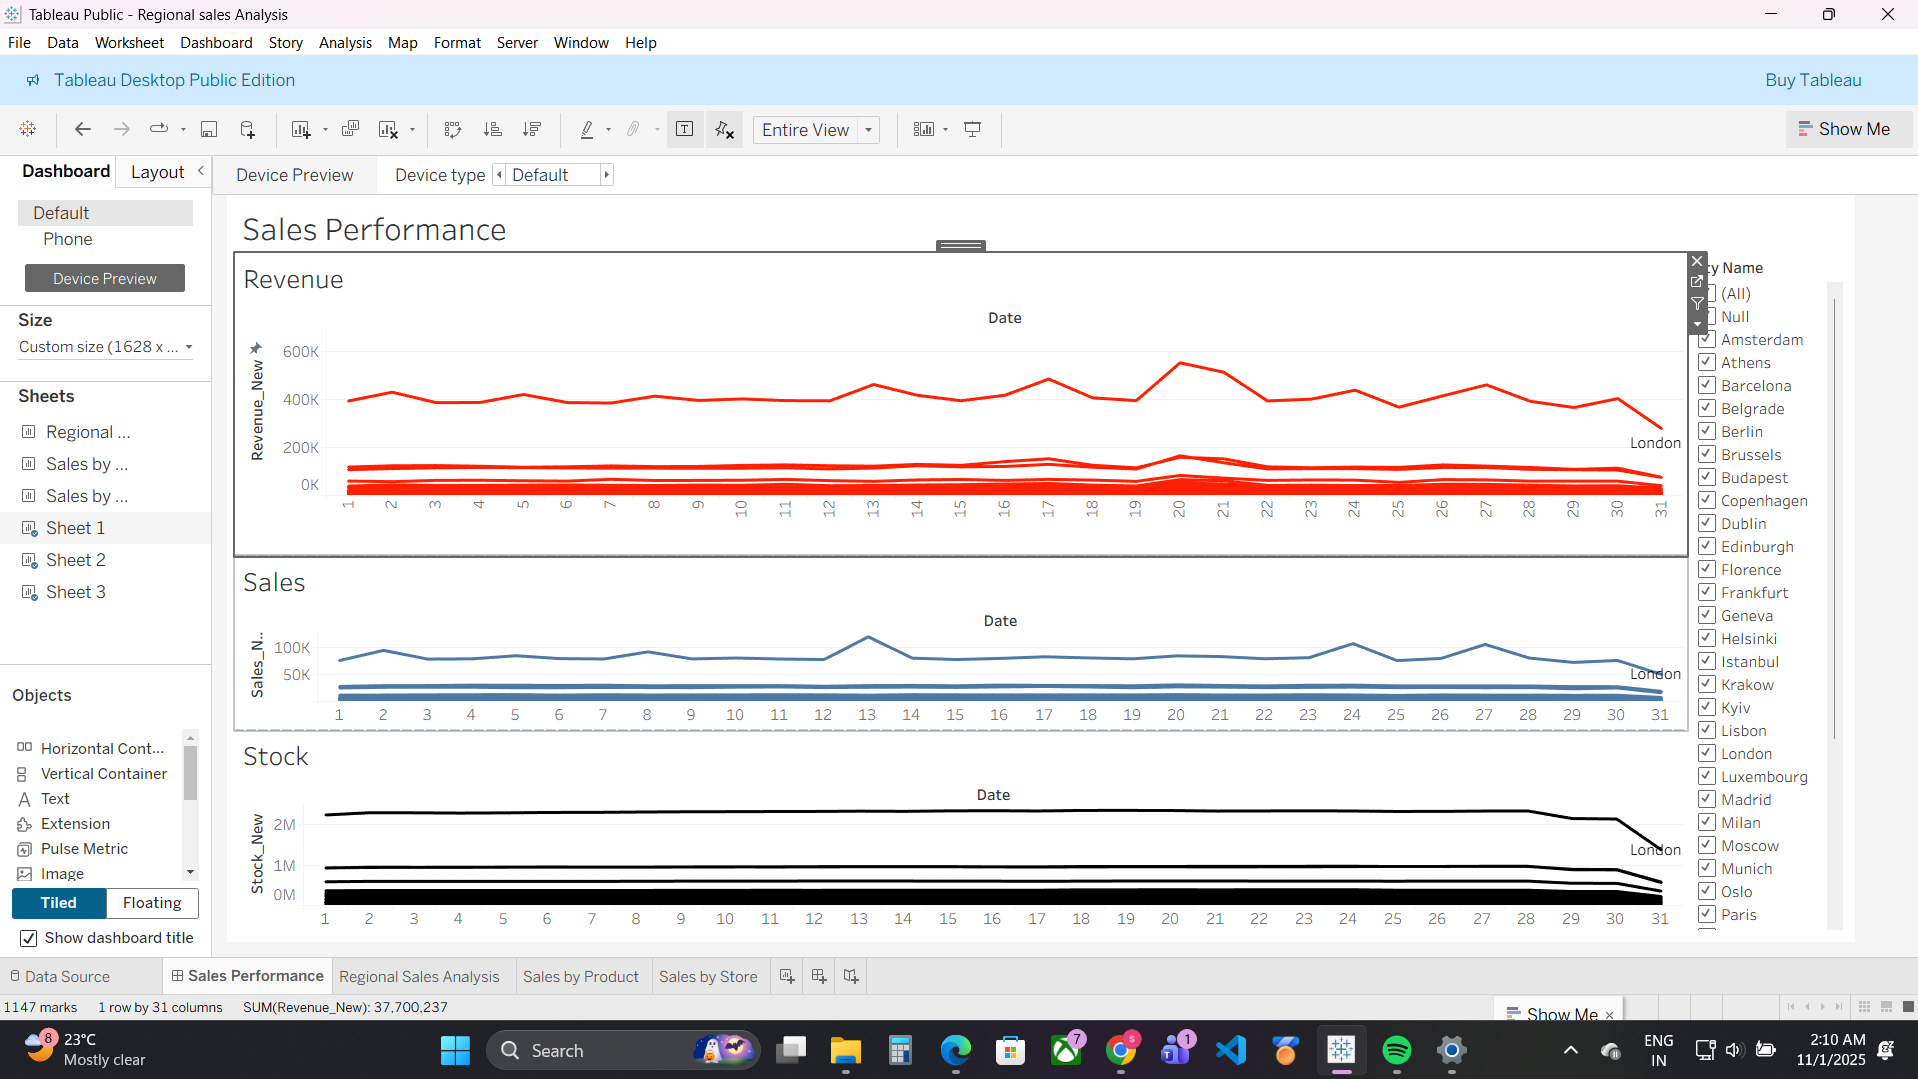 Tableau Public - Regional sales Analysis
File Data Worksheet Dashboard Story Analysis Map Format Server Window Help
Tableau Desktop Public Edition
Buy Tableau
Entire View
Show Me
Dashboard Layout
Device Preview
Device type Default
Default
Phone
Device Preview
Size
Custom size (1628 x ...
Sheets
Regional ...
Sales by ...
Sales by ...
Sheet 1
Sheet 2
Sheet 3
Objects
Horizontal Cont...
Vertical Container
Text
Extension
Pulse Metric
Image
Tiled Floating
Show dashboard title
Sales Performance
Revenue
Date
Revenue_New
600K
400K
200K
0K
London
1 2 3 4 5 6 7 8 9 10 11 12 13 14 15 16 17 18 19 20 21 22 23 24 25 26 27 28 29 30 31
Sales
Date
Sales_N..
100K
50K
London
1 2 3 4 5 6 7 8 9 10 11 12 13 14 15 16 17 18 19 20 21 22 23 24 25 26 27 28 29 30 31
Stock
Date
Stock_New
2M
1M
0M
London
1 2 3 4 5 6 7 8 9 10 11 12 13 14 15 16 17 18 19 20 21 22 23 24 25 26 27 28 29 30 31
ty Name
(All)
Null
Amsterdam
Athens
Barcelona
Belgrade
Berlin
Brussels
Budapest
Copenhagen
Dublin
Edinburgh
Florence
Frankfurt
Geneva
Helsinki
Istanbul
Krakow
Kyiv
Lisbon
London
Luxembourg
Madrid
Milan
Moscow
Munich
Oslo
Paris
Data Source Sales Performance Regional Sales Analysis Sales by Product Sales by Store
1147 marks 1 row by 31 columns SUM(Revenue_New): 37,700,237
Show Me
8
23°C
Mostly clear
Search
7
s
1
ENG
IN
2:10 AM
11/1/2025